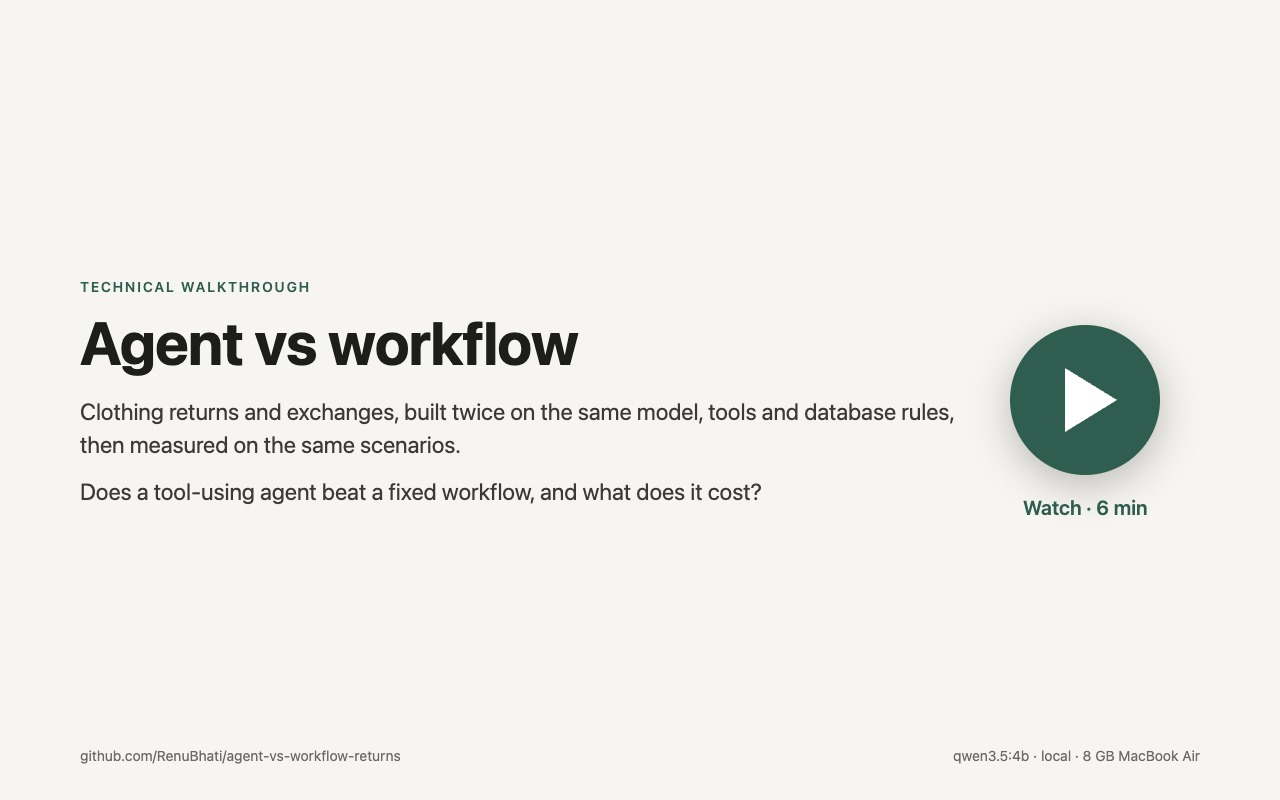 TECHNICAL WALKTHROUGH
Agent vs workflow
Clothing returns and exchanges, built twice on the same model, tools and database rules,
then measured on the same scenarios.
Does a tool-using agent beat a fixed workflow, and what does it cost?
Watch · 6 min
github.com/RenuBhati/agent-vs-workflow-returns
qwen3.5:4b · local · 8 GB MacBook Air